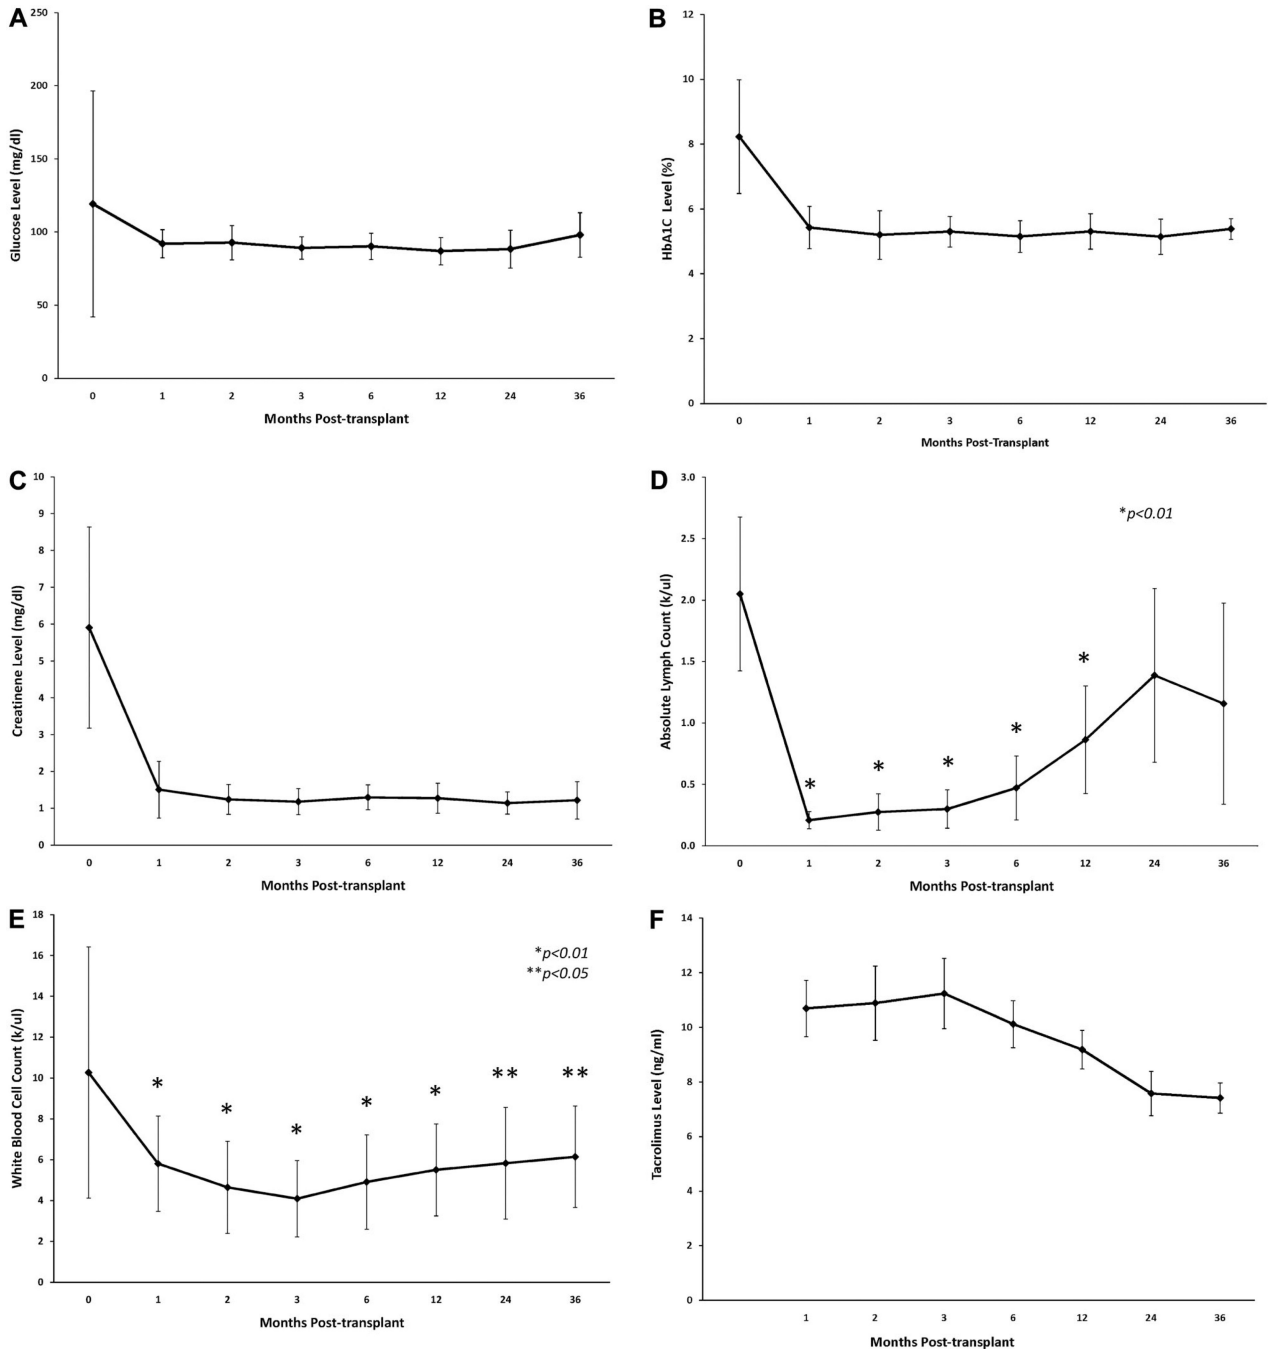 A
Glucose Level (mg/dl)
250
200
150
100
50
0
0 1 2 3 6 12 24 36
Months Post-transplant
B
HbA1C Level (%)
12
10
8
6
4
2
0
0 1 2 3 6 12 24 36
Months Post-Transplant
C
Creatinene Level (mg/dl)
10
9
8
7
6
5
4
3
2
1
0
0 1 2 3 6 12 24 36
Months Post-transplant
D
Absolute Lymph Count (k/ul)
3.0
2.5
2.0
1.5
1.0
0.5
0.0
*p<0.01
* * * * *
0 1 2 3 6 12 24 36
Months Post-transplant
E
White Blood Cell Count (k/ul)
18
16
14
12
10
8
6
4
2
0
*p<0.01
**p<0.05
* * * * * ** **
0 1 2 3 6 12 24 36
Months Post-transplant
F
Tacrolimus Level (ng/ml)
14
12
10
8
6
4
2
0
1 2 3 6 12 24 36
Months Post-transplant